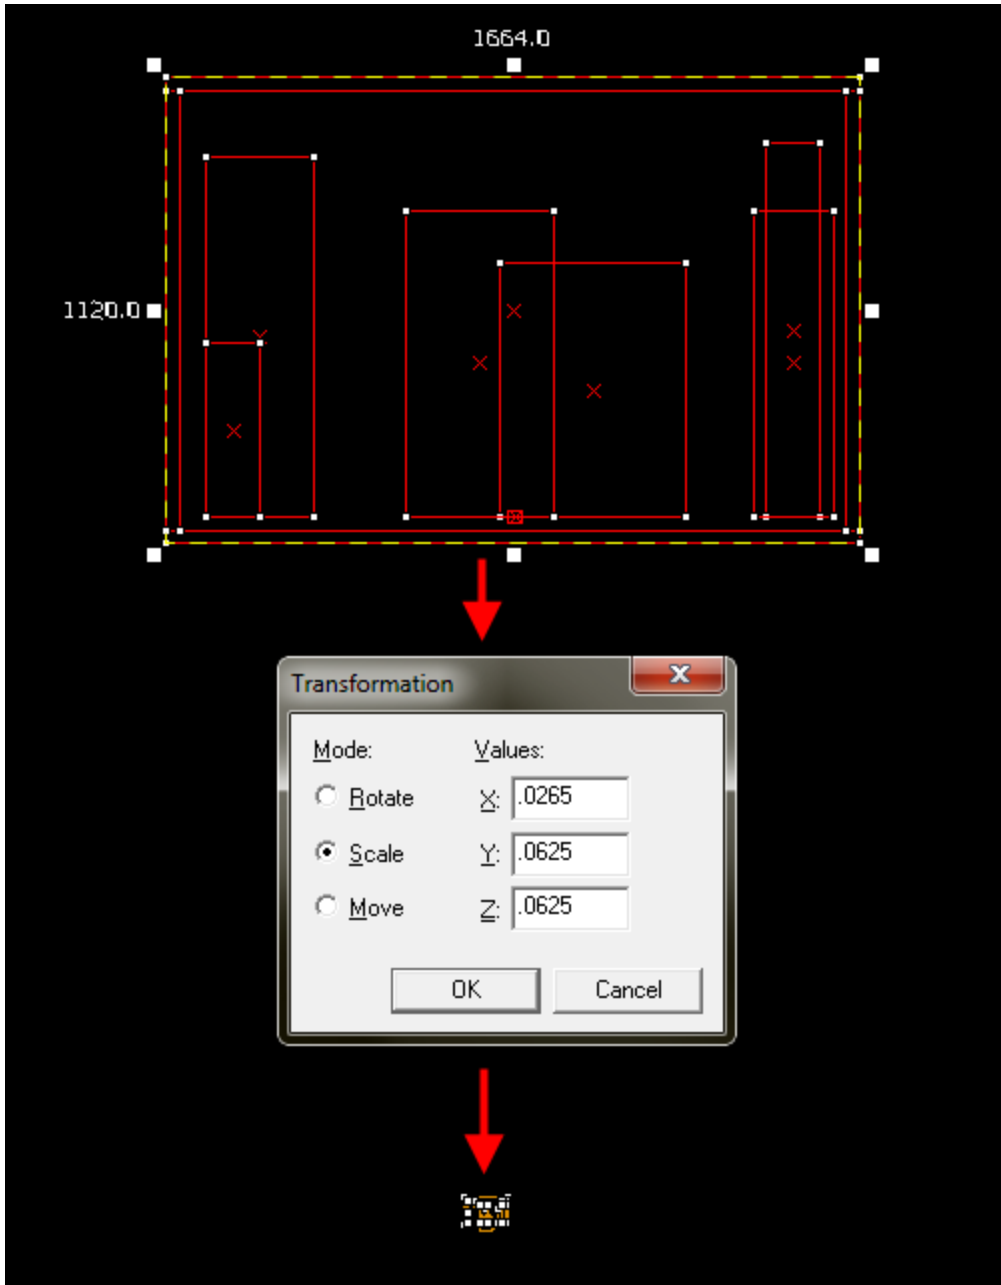 1664.0
1120.0
Transformation
Mode: Values:
Rotate X: .0265
Scale Y: .0625
Move Z: .0625
OK Cancel